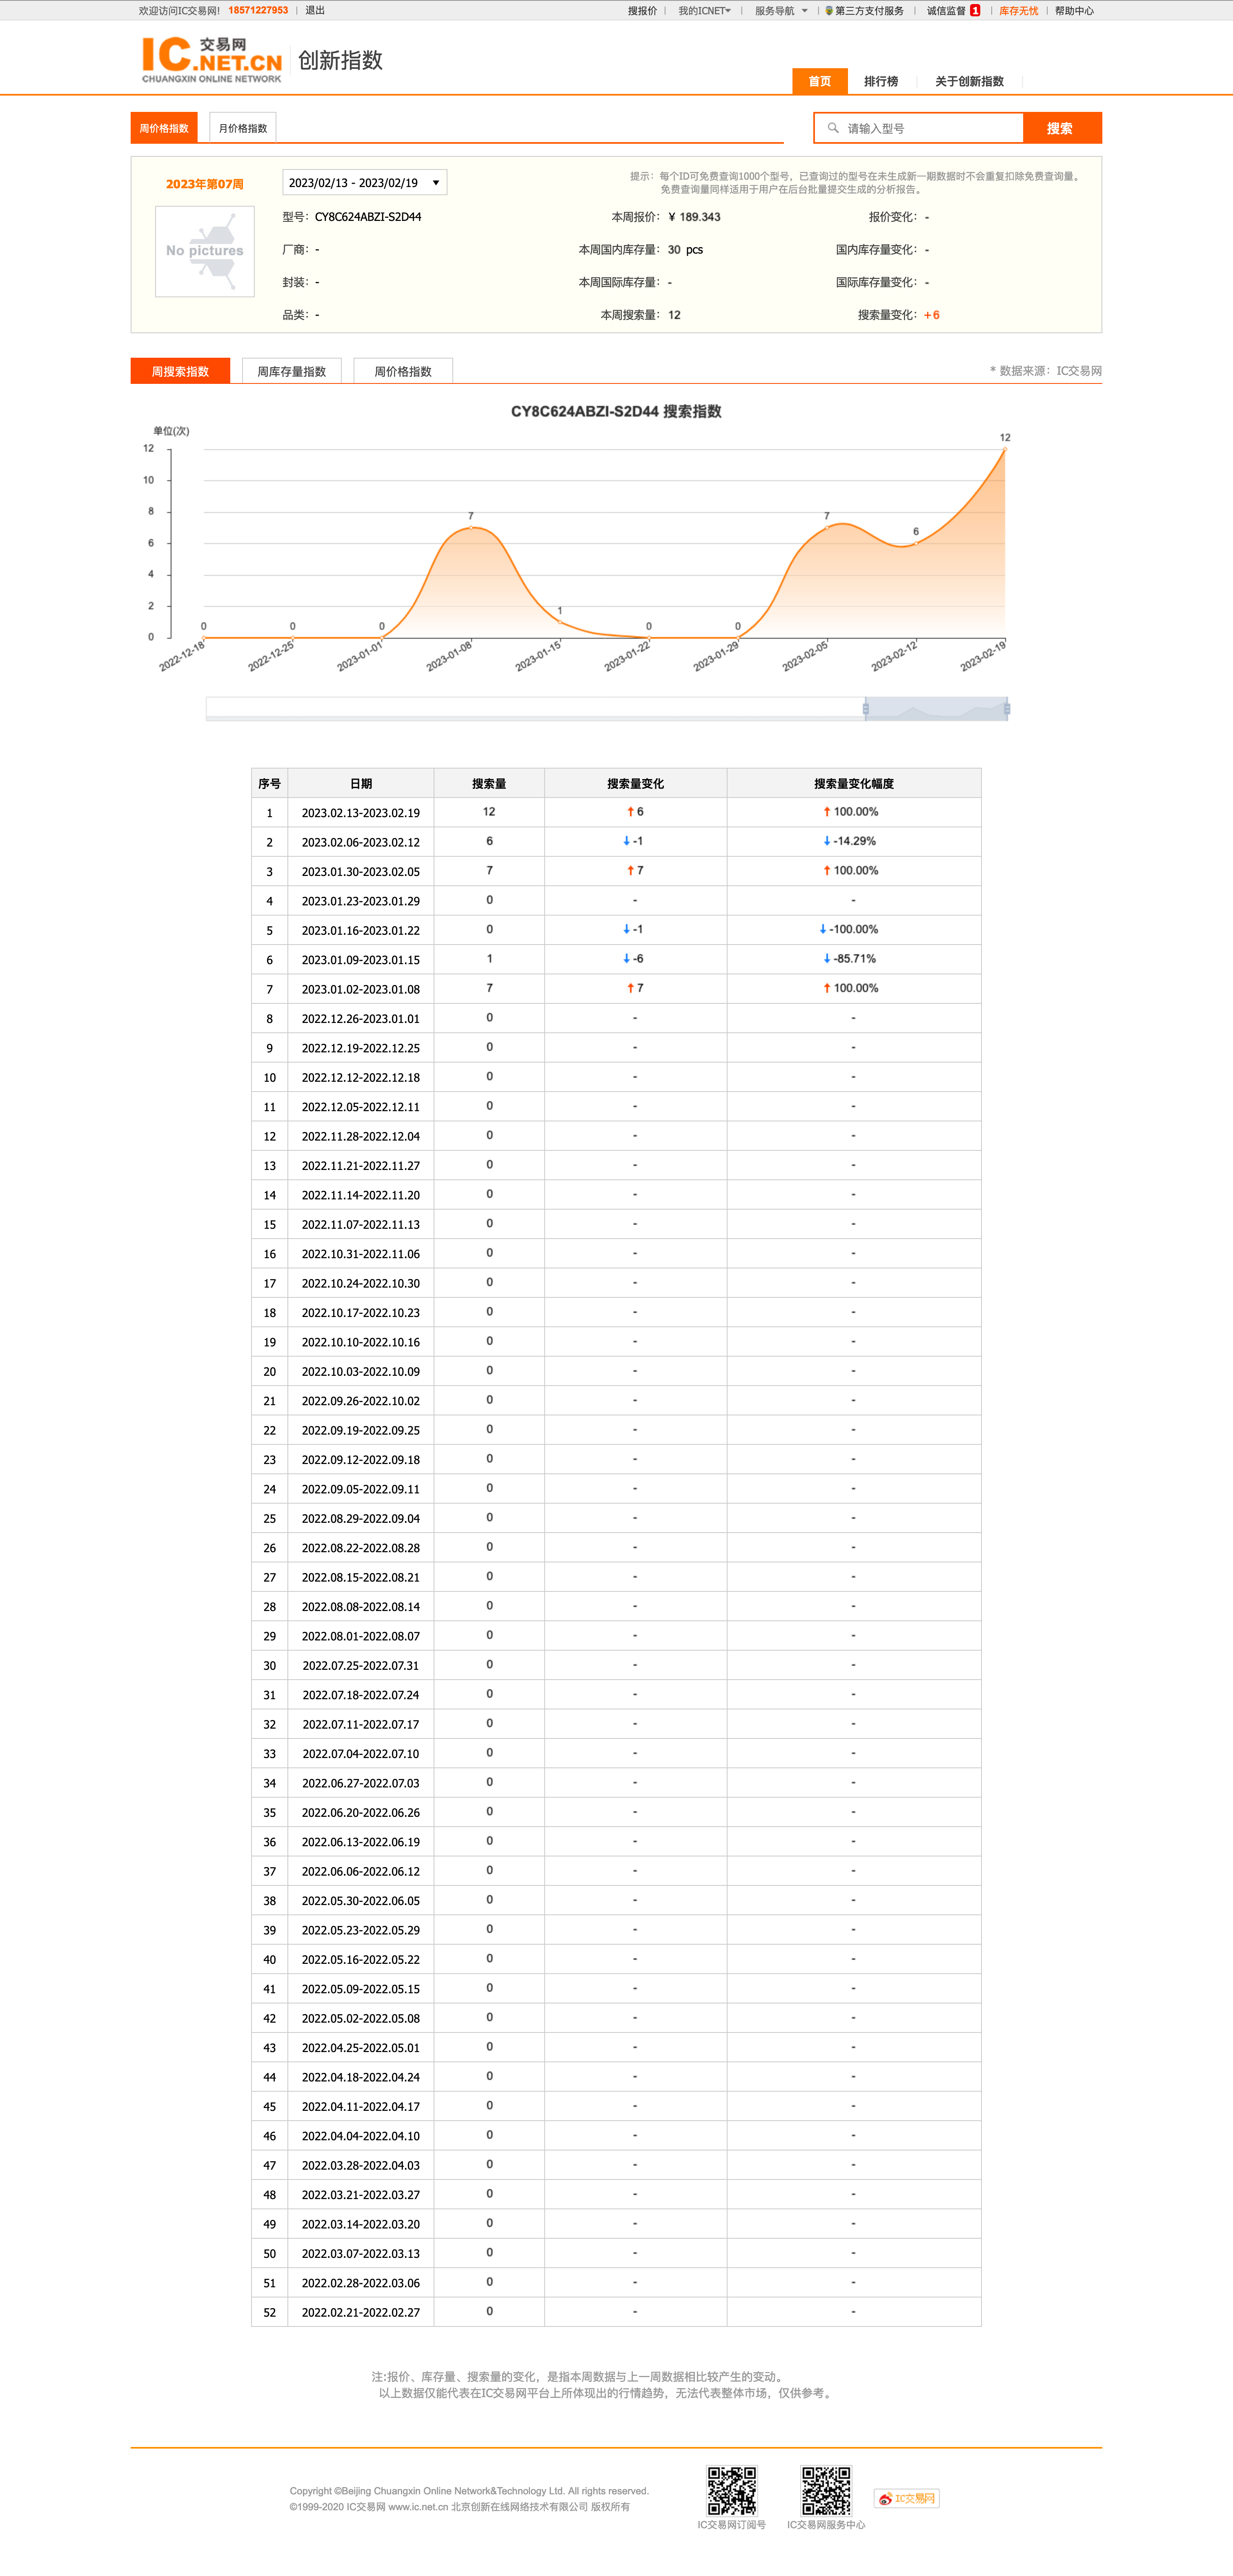 欢迎访问IC交易网! 18571227953 | 退出 搜报价 | 我的ICNET | 服务导航 | 第三方支付服务 | 诚信监督 1 | 库存无忧 | 帮助中心
IC交易网
.NET.CN
CHUANGXIN ONLINE NETWORK
创新指数
首页 排行榜 关于创新指数
周价格指数 月价格指数 请输入型号 搜索
2023年第07周 2023/02/13 - 2023/02/19
提示：每个ID可免费查询1000个型号，已查询过的型号在未生成新一期数据时不会重复扣除免费查询量。
免费查询量同样适用于用户在后台批量提交生成的分析报告。
No pictures
型号：CY8C624ABZI-S2D44 本周报价：¥ 189.343 报价变化：-
厂商：- 本周国内库存量：30 pcs 国内库存量变化：-
封装：- 本周国际库存量：- 国际库存量变化：-
品类：- 本周搜索量：12 搜索量变化：+6
周搜索指数 周库存量指数 周价格指数 * 数据来源：IC交易网
CY8C624ABZI-S2D44 搜索指数
单位(次)
12
10
8
6
4
2
0
0 0 0 7 1 0 0 7 6 12
2022-12-18 2022-12-25 2023-01-01 2023-01-08 2023-01-15 2023-01-22 2023-01-29 2023-02-05 2023-02-12 2023-02-19
序号 日期 搜索量 搜索量变化 搜索量变化幅度
1 2023.02.13-2023.02.19 12 ↑ 6 ↑ 100.00%
2 2023.02.06-2023.02.12 6 ↓ -1 ↓ -14.29%
3 2023.01.30-2023.02.05 7 ↑ 7 ↑ 100.00%
4 2023.01.23-2023.01.29 0 - -
5 2023.01.16-2023.01.22 0 ↓ -1 ↓ -100.00%
6 2023.01.09-2023.01.15 1 ↓ -6 ↓ -85.71%
7 2023.01.02-2023.01.08 7 ↑ 7 ↑ 100.00%
8 2022.12.26-2023.01.01 0 - -
9 2022.12.19-2022.12.25 0 - -
10 2022.12.12-2022.12.18 0 - -
11 2022.12.05-2022.12.11 0 - -
12 2022.11.28-2022.12.04 0 - -
13 2022.11.21-2022.11.27 0 - -
14 2022.11.14-2022.11.20 0 - -
15 2022.11.07-2022.11.13 0 - -
16 2022.10.31-2022.11.06 0 - -
17 2022.10.24-2022.10.30 0 - -
18 2022.10.17-2022.10.23 0 - -
19 2022.10.10-2022.10.16 0 - -
20 2022.10.03-2022.10.09 0 - -
21 2022.09.26-2022.10.02 0 - -
22 2022.09.19-2022.09.25 0 - -
23 2022.09.12-2022.09.18 0 - -
24 2022.09.05-2022.09.11 0 - -
25 2022.08.29-2022.09.04 0 - -
26 2022.08.22-2022.08.28 0 - -
27 2022.08.15-2022.08.21 0 - -
28 2022.08.08-2022.08.14 0 - -
29 2022.08.01-2022.08.07 0 - -
30 2022.07.25-2022.07.31 0 - -
31 2022.07.18-2022.07.24 0 - -
32 2022.07.11-2022.07.17 0 - -
33 2022.07.04-2022.07.10 0 - -
34 2022.06.27-2022.07.03 0 - -
35 2022.06.20-2022.06.26 0 - -
36 2022.06.13-2022.06.19 0 - -
37 2022.06.06-2022.06.12 0 - -
38 2022.05.30-2022.06.05 0 - -
39 2022.05.23-2022.05.29 0 - -
40 2022.05.16-2022.05.22 0 - -
41 2022.05.09-2022.05.15 0 - -
42 2022.05.02-2022.05.08 0 - -
43 2022.04.25-2022.05.01 0 - -
44 2022.04.18-2022.04.24 0 - -
45 2022.04.11-2022.04.17 0 - -
46 2022.04.04-2022.04.10 0 - -
47 2022.03.28-2022.04.03 0 - -
48 2022.03.21-2022.03.27 0 - -
49 2022.03.14-2022.03.20 0 - -
50 2022.03.07-2022.03.13 0 - -
51 2022.02.28-2022.03.06 0 - -
52 2022.02.21-2022.02.27 0 - -
注:报价、库存量、搜索量的变化，是指本周数据与上一周数据相比较产生的变动。
以上数据仅能代表在IC交易网平台上所体现出的行情趋势，无法代表整体市场，仅供参考。
Copyright ©Beijing Chuangxin Online Network&Technology Ltd. All rights reserved.
©1999-2020 IC交易网 www.ic.net.cn 北京创新在线网络技术有限公司 版权所有
IC交易网订阅号 IC交易网服务中心 IC交易网